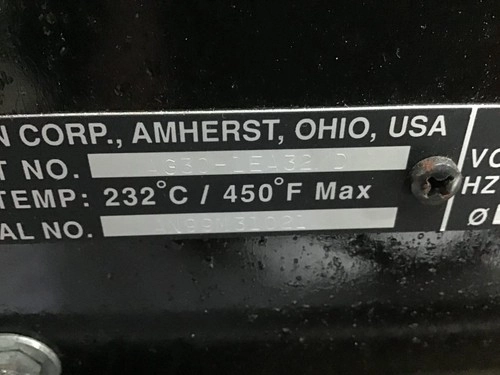 N CORP., AMHERST, OHIO, USA
T NO.
TEMP: 232°C / 450°F Max
AL NO.
VO
HZ
Ø